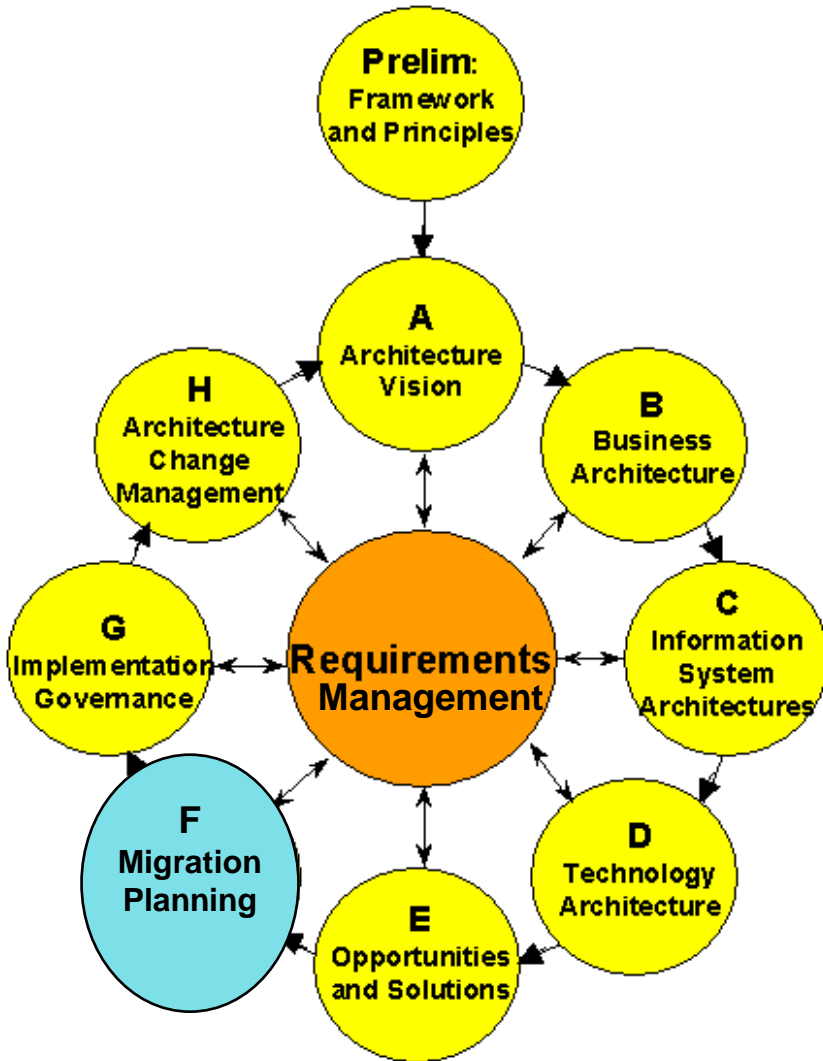 Prelim:
Framework
and Principles
A
Architecture
Vision
B
Business
Architecture
C
Information
System
Architectures
D
Technology
Architecture
E
Opportunities
and Solutions
F
Migration
Planning
G
Implementation
Governance
H
Architecture
Change
Management
Requirements
Management